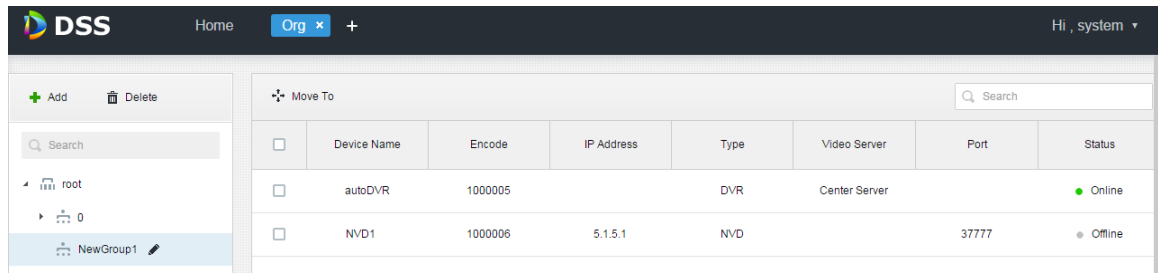 DSS Home Org × + Hi , system
Add Delete Move To Search
Search Device Name Encode IP Address Type Video Server Port Status
root autoDVR 1000005 DVR Center Server Online
0
NewGroup1 NVD1 1000006 5.1.5.1 NVD 37777 Offline